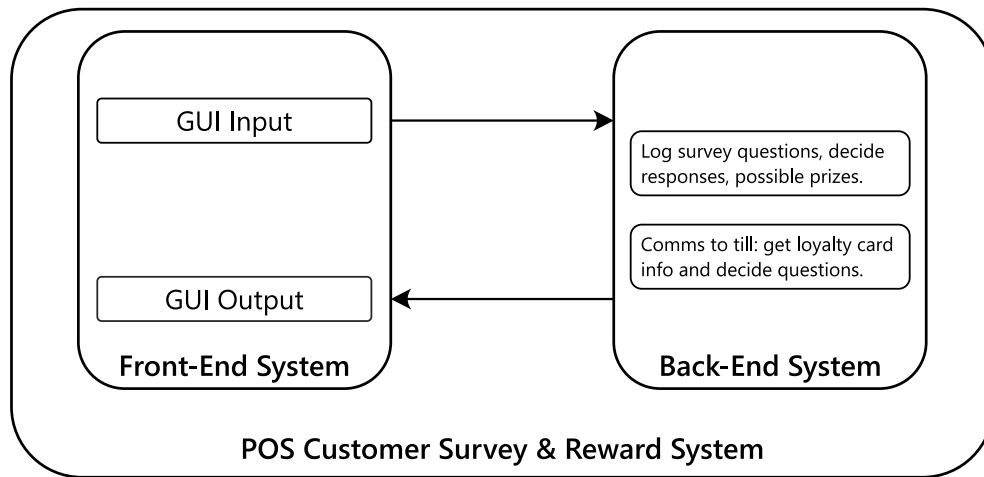 GUI Input
GUI Output
Front-End System
Log survey questions, decide
responses, possible prizes.
Comms to till: get loyalty card
info and decide questions.
Back-End System
POS Customer Survey & Reward System